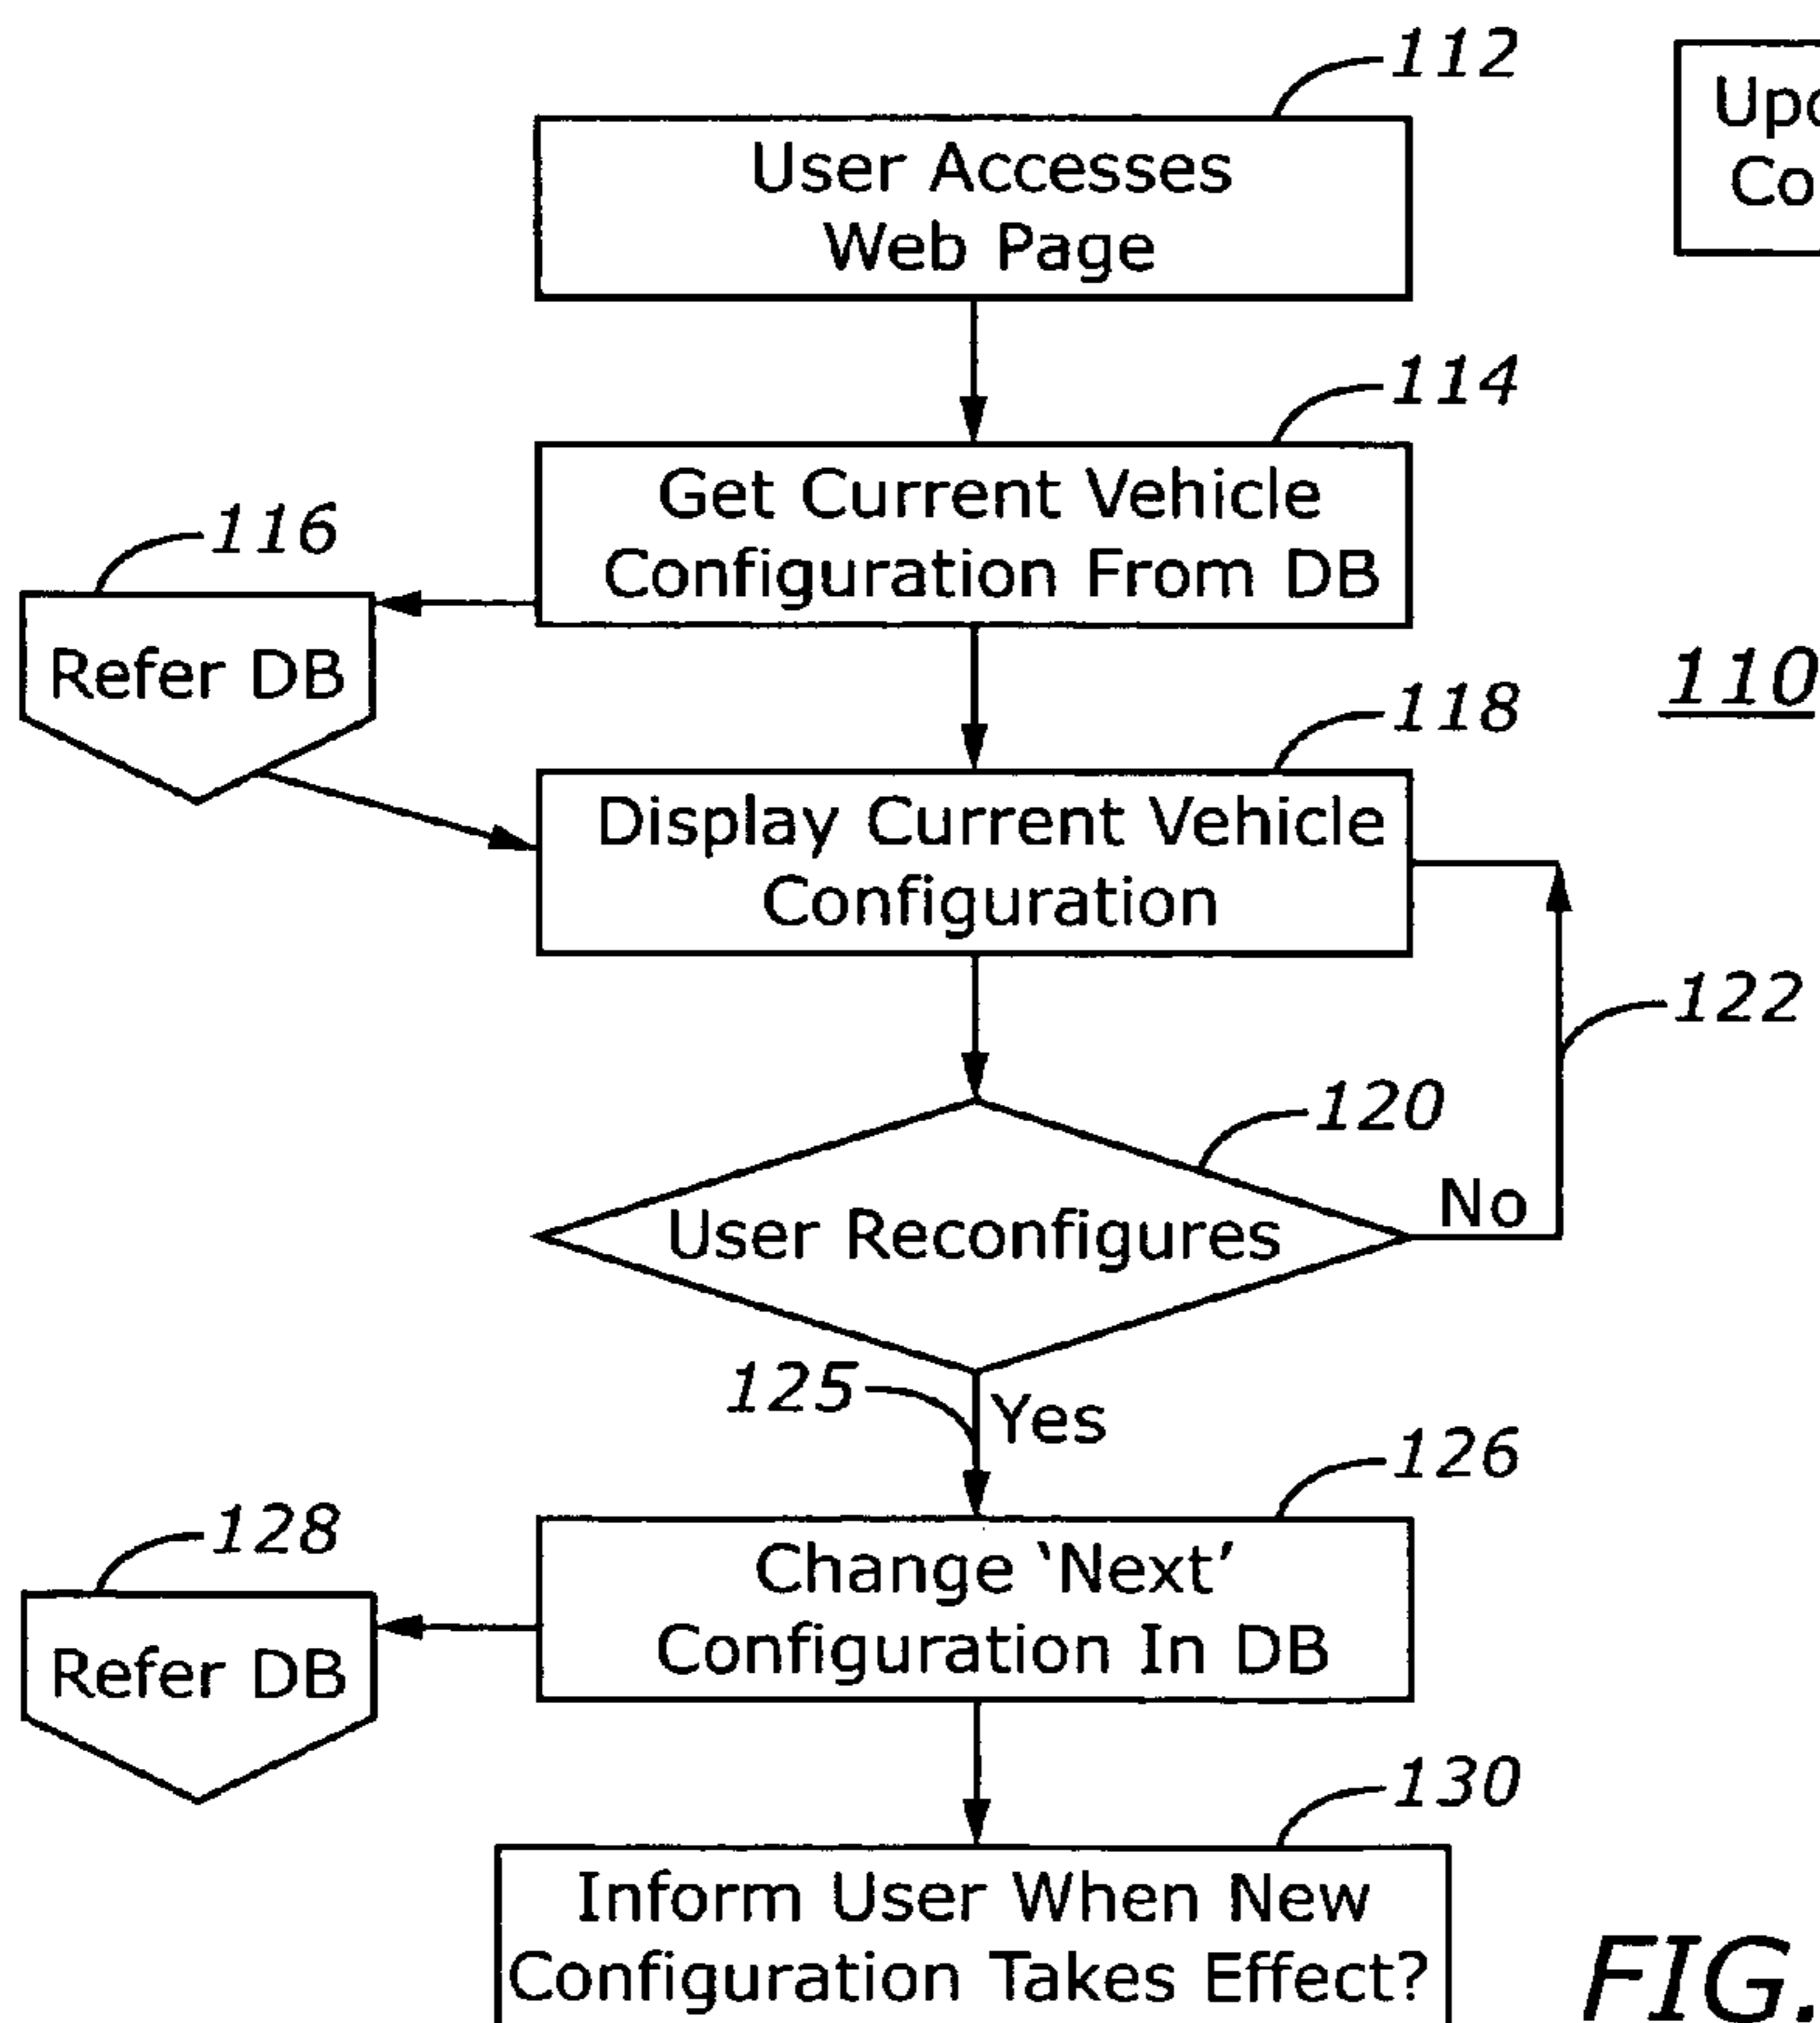 112
User Accesses
Web Page
114
Get Current Vehicle
Configuration From DB
116
Refer DB
110
118
Display Current Vehicle
Configuration
122
120
User Reconfigures
No
125
Yes
126
Change ‘Next’
Configuration In DB
128
Refer DB
130
Inform User When New
Configuration Takes Effect?
FIG.